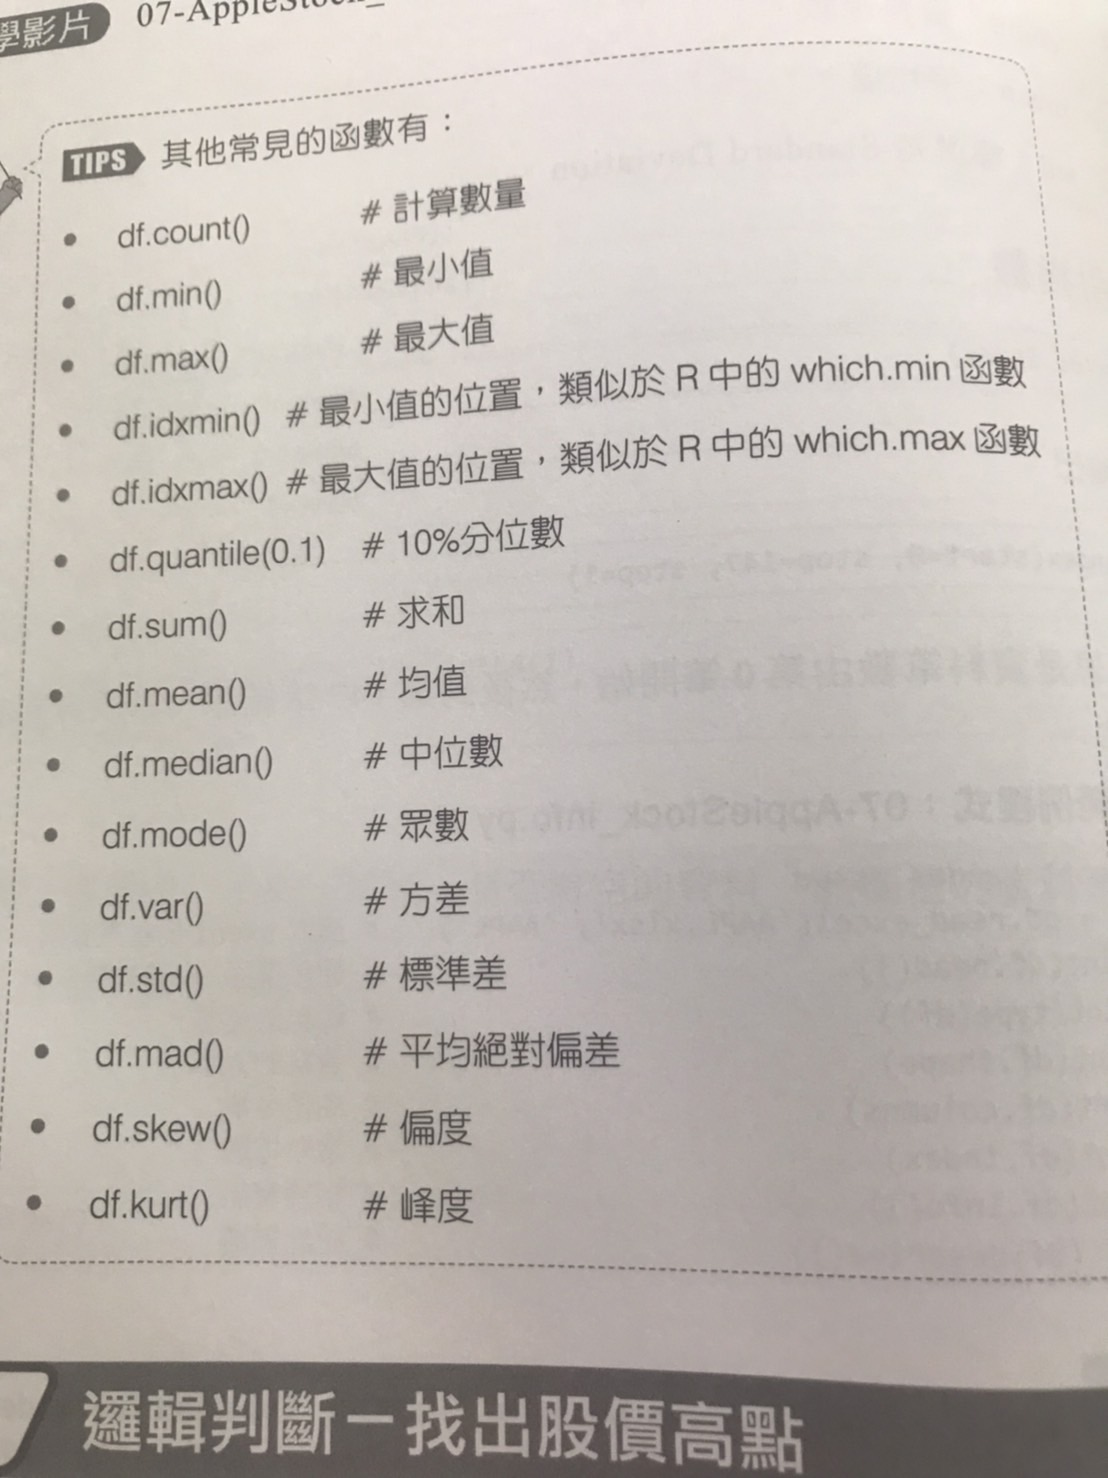 學影片 07-AppleStock_
TIPS 其他常見的函數有：
• df.count() # 計算數量
• df.min() # 最小值
• df.max() # 最大值
• df.idxmin() # 最小值的位置，類似於 R 中的 which.min 函數
• df.idxmax() # 最大值的位置，類似於 R 中的 which.max 函數
• df.quantile(0.1) # 10%分位數
• df.sum() # 求和
• df.mean() # 均值
• df.median() # 中位數
• df.mode() # 眾數
• df.var() # 方差
• df.std() # 標準差
• df.mad() # 平均絕對偏差
• df.skew() # 偏度
• df.kurt() # 峰度
邏輯判斷－找出股價高點